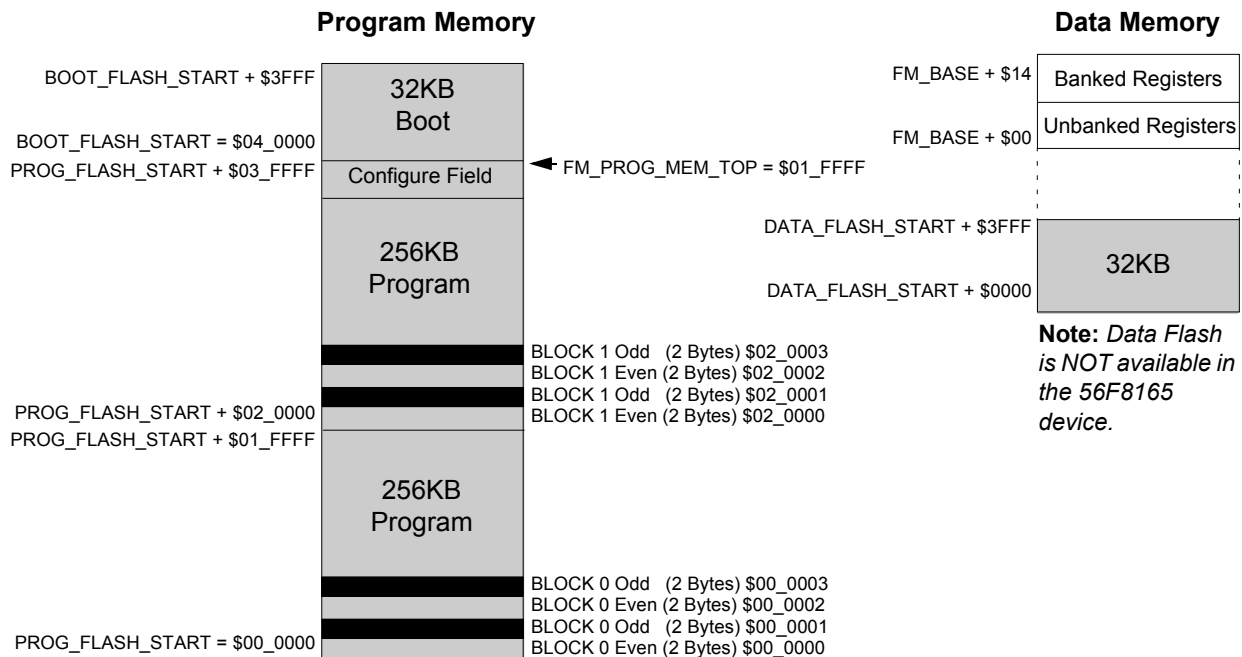 Program Memory
BOOT_FLASH_START + $3FFF
32KB
Boot
BOOT_FLASH_START = $04_0000
PROG_FLASH_START + $03_FFFF
Configure Field
FM_PROG_MEM_TOP = $01_FFFF
256KB
Program
BLOCK 1 Odd (2 Bytes) $02_0003
BLOCK 1 Even (2 Bytes) $02_0002
BLOCK 1 Odd (2 Bytes) $02_0001
PROG_FLASH_START + $02_0000
BLOCK 1 Even (2 Bytes) $02_0000
PROG_FLASH_START + $01_FFFF
256KB
Program
BLOCK 0 Odd (2 Bytes) $00_0003
BLOCK 0 Even (2 Bytes) $00_0002
BLOCK 0 Odd (2 Bytes) $00_0001
PROG_FLASH_START = $00_0000
BLOCK 0 Even (2 Bytes) $00_0000
Data Memory
FM_BASE + $14
Banked Registers
Unbanked Registers
FM_BASE + $00
DATA_FLASH_START + $3FFF
32KB
DATA_FLASH_START + $0000
Note: Data Flash
is NOT available in
the 56F8165
device.